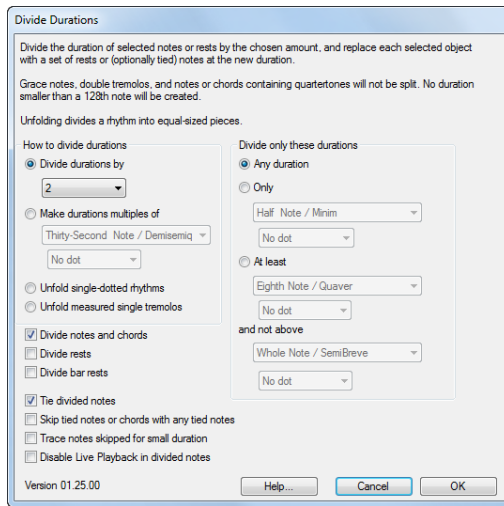 Divide Durations
Divide the duration of selected notes or rests by the chosen amount, and replace each selected object
with a set of rests or (optionally tied) notes at the new duration.
Grace notes, double tremolos, and notes or chords containing quartertones will not be split. No duration
smaller than a 128th note will be created.
Unfolding divides a rhythm into equal-sized pieces.
How to divide durations
Divide durations by
2
Make durations multiples of
Thirty-Second Note / Demisemiq
No dot
Unfold single-dotted rhythms
Unfold measured single tremolos
Divide notes and chords
Divide rests
Divide bar rests
Tie divided notes
Skip tied notes or chords with any tied notes
Trace notes skipped for small duration
Disable Live Playback in divided notes
Divide only these durations
Any duration
Only
Half Note / Minim
No dot
At least
Eighth Note / Quaver
No dot
and not above
Whole Note / SemiBreve
No dot
Version 01.25.00
Help...
Cancel
OK